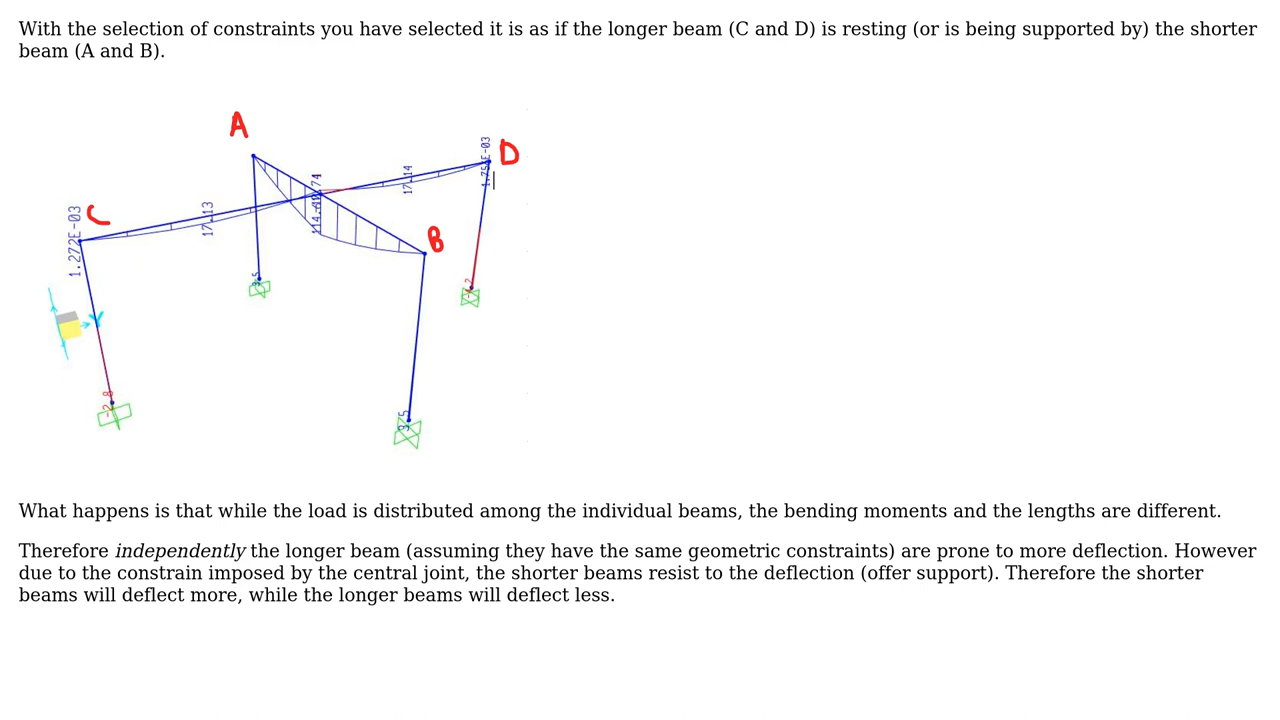 With the selection of constraints you have selected it is as if the longer beam (C and D) is resting (or is being supported by) the shorter
beam (A and B).
A
D
C
B
1.272E-03
17.13
17.14
Y
What happens is that while the load is distributed among the individual beams, the bending moments and the lengths are different.
Therefore independently the longer beam (assuming they have the same geometric constraints) are prone to more deflection. However
due to the constrain imposed by the central joint, the shorter beams resist to the deflection (offer support). Therefore the shorter
beams will deflect more, while the longer beams will deflect less.